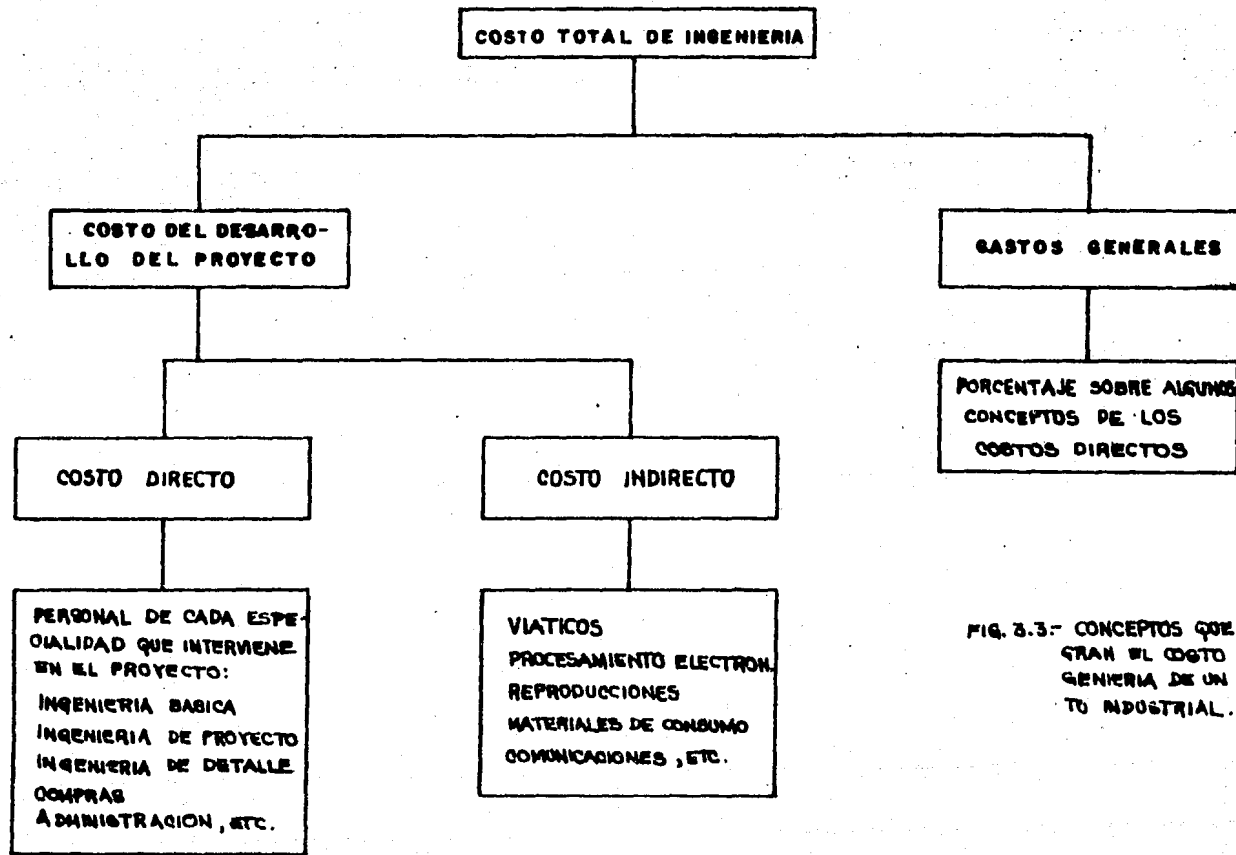 COSTO TOTAL DE INGENIERIA
COSTO DEL DESARRO-
LLO DEL PROYECTO
GASTOS GENERALES
PORCENTAJE SOBRE ALGUNOS
CONCEPTOS DE LOS
COSTOS DIRECTOS
COSTO DIRECTO
COSTO INDIRECTO
PERSONAL DE CADA ESPE-
CIALIDAD QUE INTERVIENE
EN EL PROYECTO:
INGENIERIA BASICA
INGENIERIA DE PROYECTO
INGENIERIA DE DETALLE
COMPRAS
ADMINISTRACION, ETC.
VIATICOS
PROCESAMIENTO ELECTRON.
REPRODUCCIONES
MATERIALES DE CONSUMO
COMUNICACIONES, ETC.
FIG. 3.3.- CONCEPTOS QUE
GRAN EL COSTO
GENIERIA DE UN
TO INDUSTRIAL.